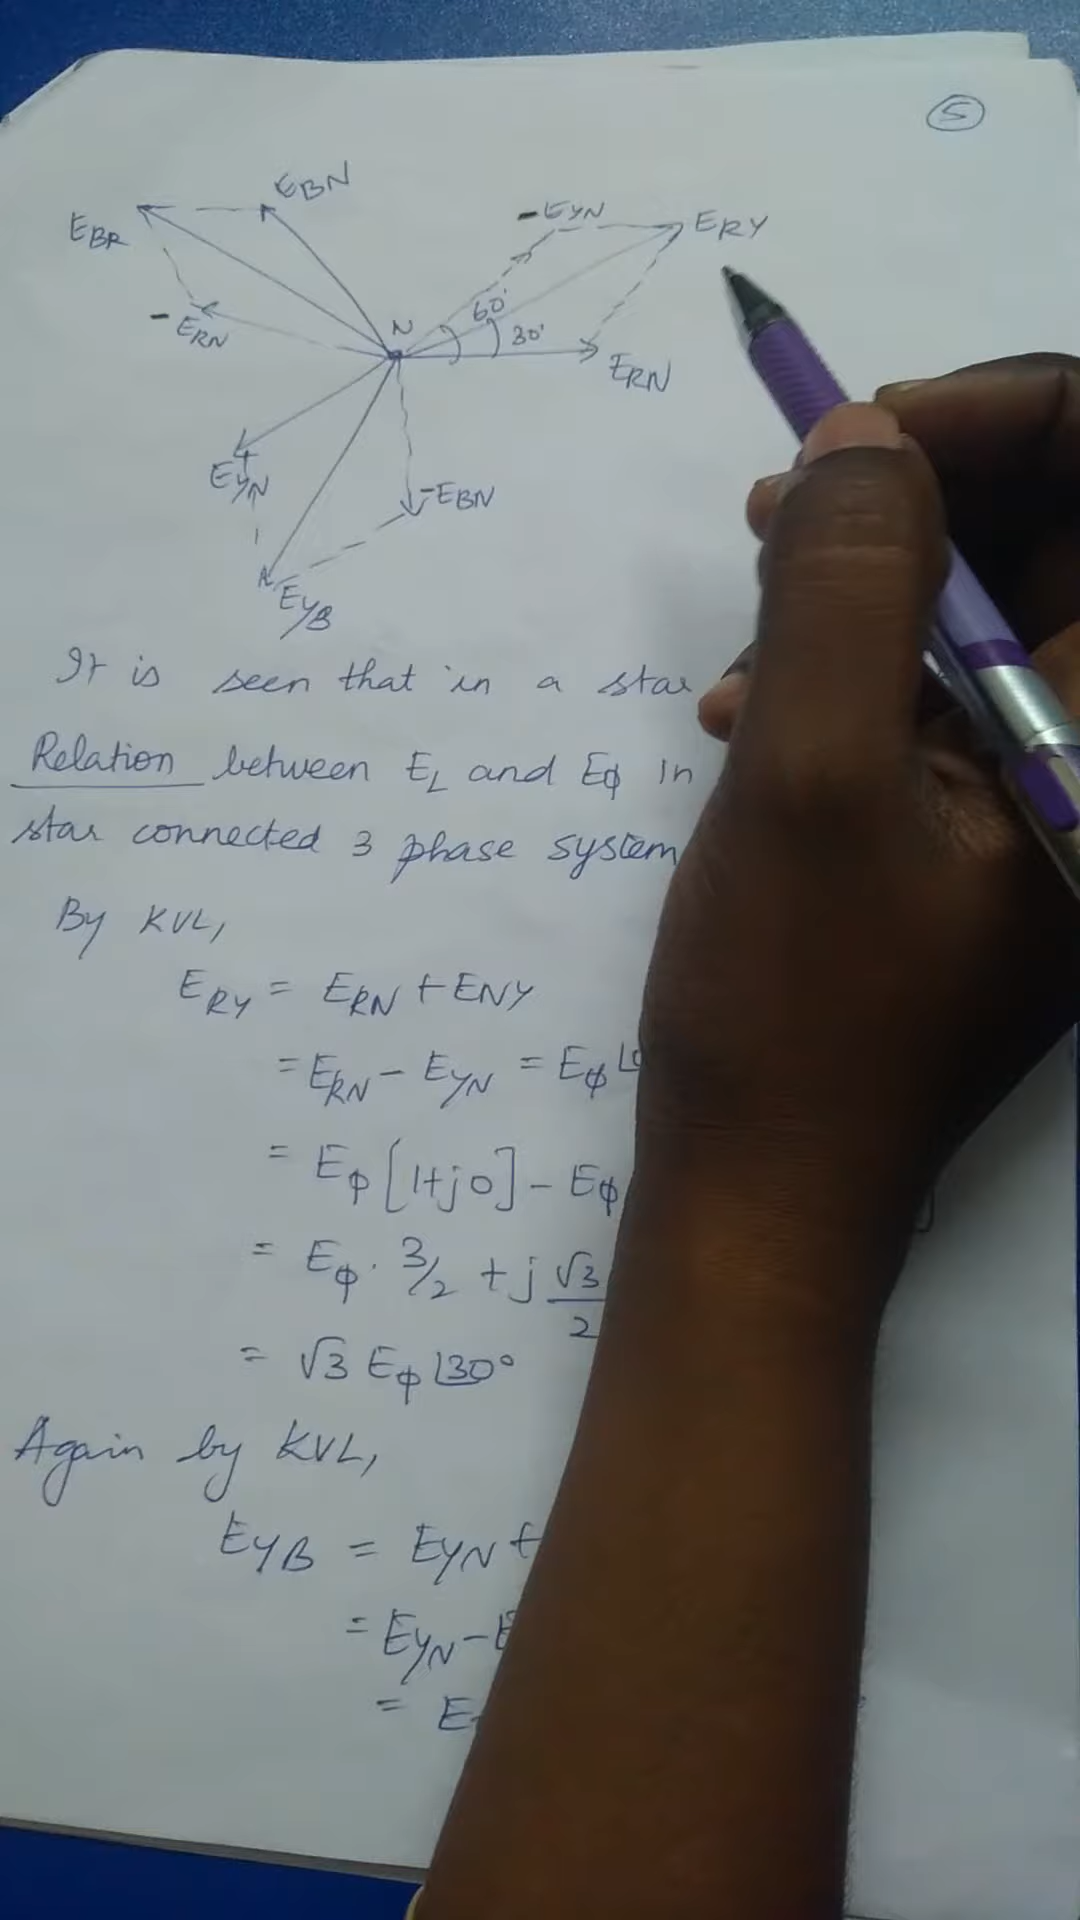 5
EBN
EBR
-EYN
ERY
-ERN
N
60°
30°
ERN
EYN
-EBN
EYB
It is seen that in a star
Relation between EL and Eϕ in
star connected 3 phase system
By KVL,
ERY = ERN + ENY
= ERN - EYN = Eϕ∠0
= Eϕ [1+j0] - Eϕ
= Eϕ . 3/2 + j √3/2
= √3 Eϕ ∠30°
Again by KVL,
EYB = EYN +
= EYN - E
= E